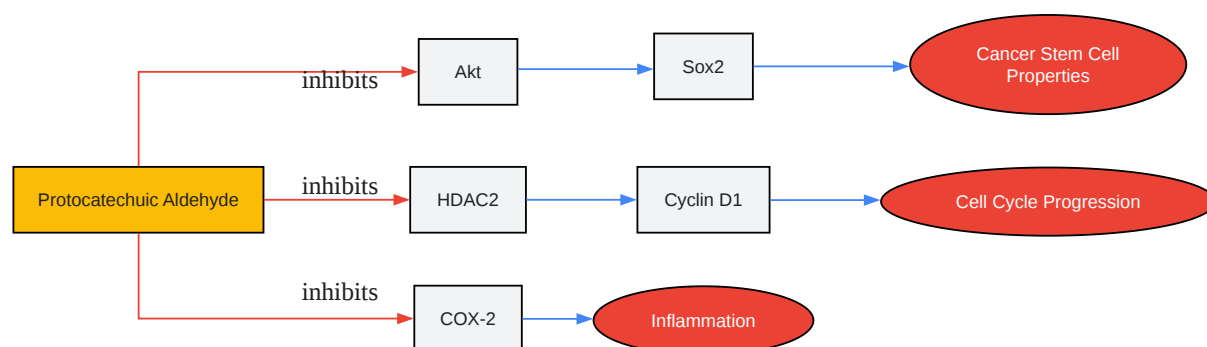 Cancer Stem Cell
Properties
inhibits
Akt
Sox2
Protocatechuic Aldehyde
inhibits
HDAC2
Cyclin D1
Cell Cycle Progression
inhibits
COX-2
Inflammation